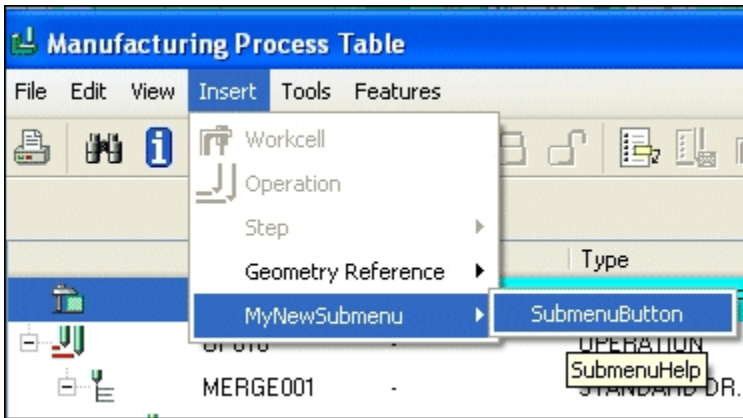 Manufacturing Process Table
File Edit View Insert Tools Features
Workcell
Operation
Step
Geometry Reference
MyNewSubmenu
Type
SubmenuButton
OPERATION
SubmenuHelp
MERGE001 -